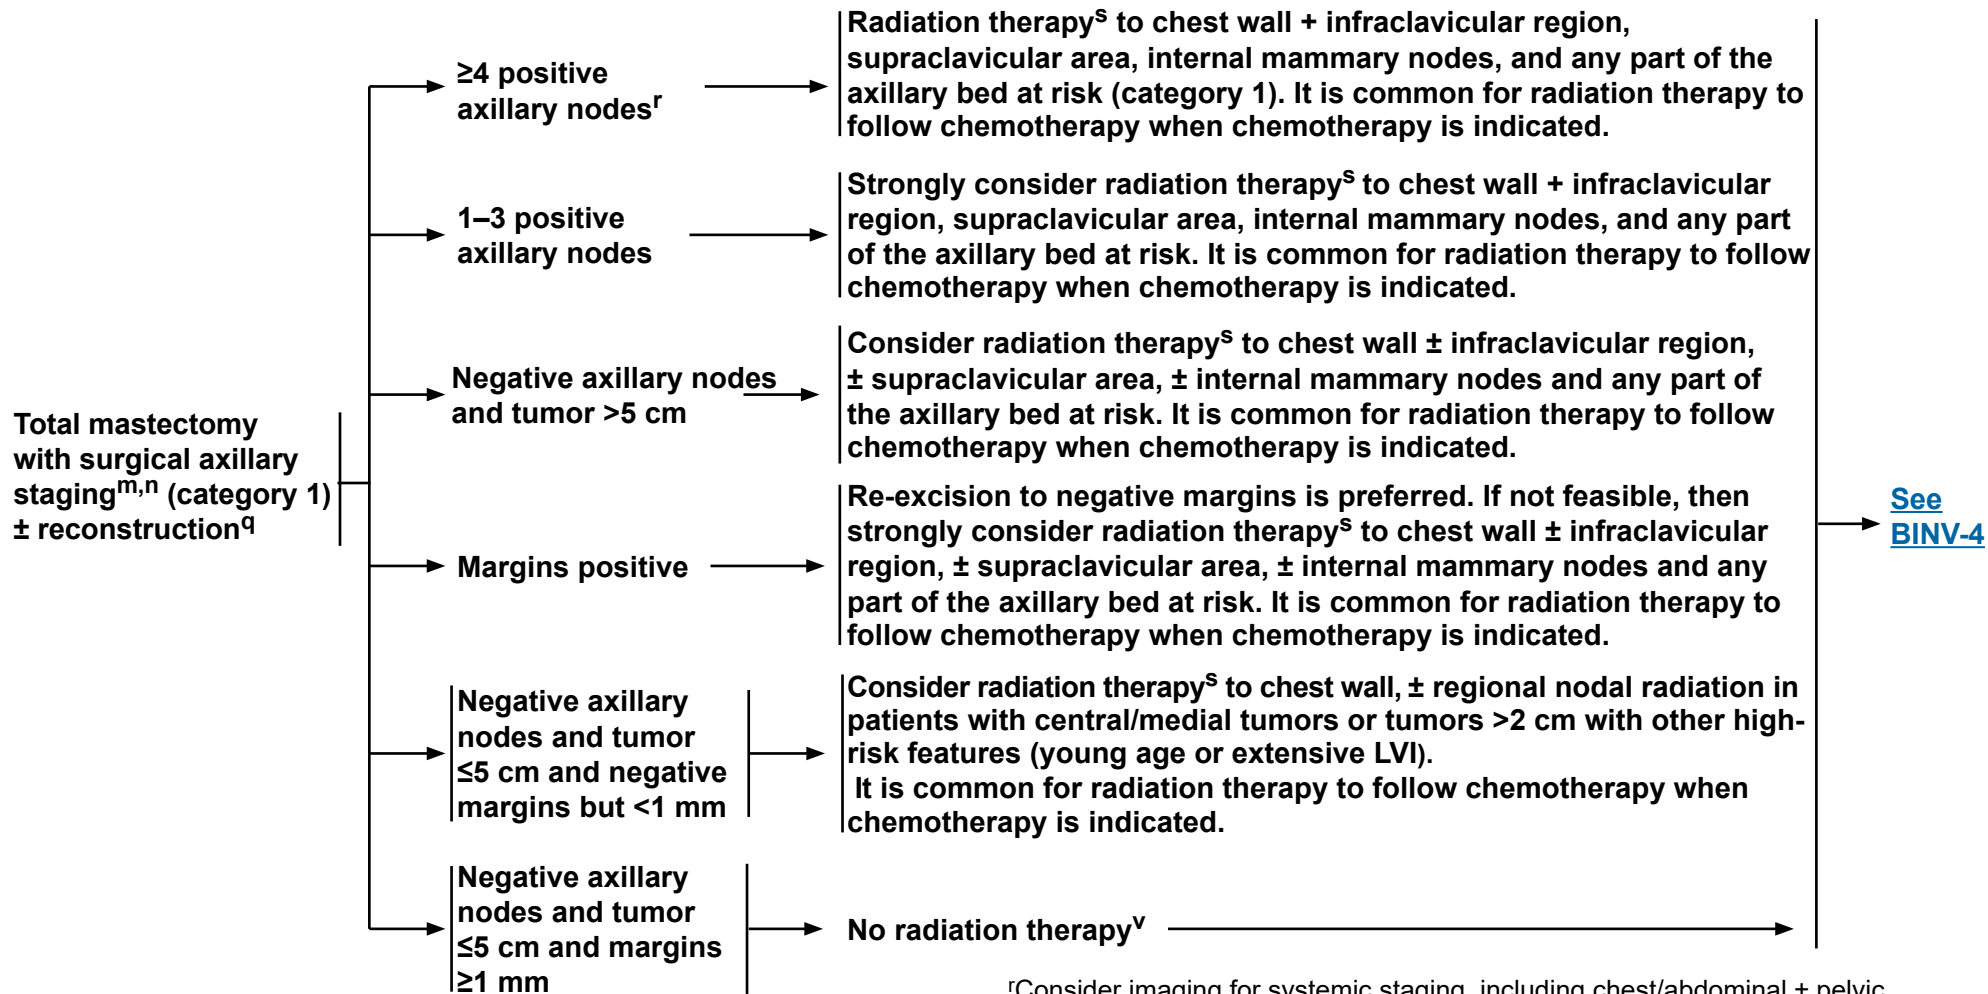 Total mastectomy
with surgical axillary
staging^m,n (category 1)
± reconstruction^q
≥4 positive
axillary nodes^r
Radiation therapy^s to chest wall + infraclavicular region,
supraclavicular area, internal mammary nodes, and any part of the
axillary bed at risk (category 1). It is common for radiation therapy to
follow chemotherapy when chemotherapy is indicated.
1–3 positive
axillary nodes
Strongly consider radiation therapy^s to chest wall + infraclavicular
region, supraclavicular area, internal mammary nodes, and any part
of the axillary bed at risk. It is common for radiation therapy to follow
chemotherapy when chemotherapy is indicated.
Negative axillary nodes
and tumor >5 cm
Consider radiation therapy^s to chest wall ± infraclavicular region,
± supraclavicular area, ± internal mammary nodes and any part of
the axillary bed at risk. It is common for radiation therapy to follow
chemotherapy when chemotherapy is indicated.
Margins positive
Re-excision to negative margins is preferred. If not feasible, then
strongly consider radiation therapy^s to chest wall ± infraclavicular
region, ± supraclavicular area, ± internal mammary nodes and any
part of the axillary bed at risk. It is common for radiation therapy to
follow chemotherapy when chemotherapy is indicated.
Negative axillary
nodes and tumor
≤5 cm and negative
margins but <1 mm
Consider radiation therapy^s to chest wall, ± regional nodal radiation in
patients with central/medial tumors or tumors >2 cm with other high-
risk features (young age or extensive LVI).
It is common for radiation therapy to follow chemotherapy when
chemotherapy is indicated.
Negative axillary
nodes and tumor
≤5 cm and margins
≥1 mm
No radiation therapy^v
See
BINV-4
^rConsider imaging for systemic staging, including chest/abdominal ± pelvic